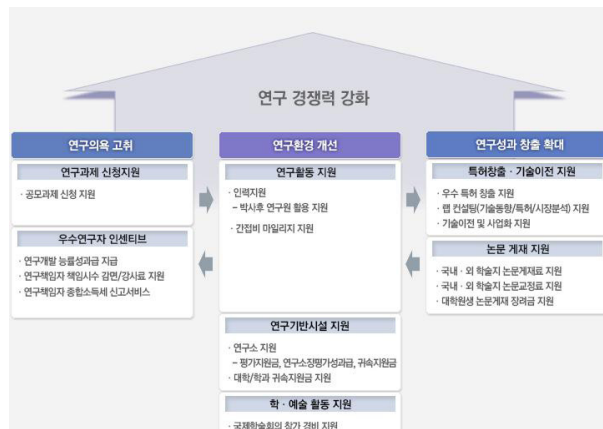 연구 경쟁력 강화
연구의욕 고취
연구과제 신청지원
· 공모과제 신청 지원
우수연구자 인센티브
· 연구개발 능률성과급 지급
· 연구책임자 책임시수 감면/강사료 지원
· 연구책임자 종합소득세 신고서비스
연구환경 개선
연구활동 지원
· 인력지원
– 박사후 연구원 활용 지원
· 간접비 마일리지 지원
연구기반시설 지원
· 연구소 지원
– 평가지원금, 연구소장평가성과급, 귀속지원금
· 대학/학과 귀속지원금 지원
학 · 예술 활동 지원
· 국제학술회의 참가 경비 지원
연구성과 창출 확대
특허창출 · 기술이전 지원
· 우수 특허 창출 지원
· 랩 컨설팅(기술동향/특허/시장분석) 지원
· 기술이전 및 사업화 지원
논문 게재 지원
· 국내 · 외 학술지 논문게재료 지원
· 국내 · 외 학술지 논문교정료 지원
· 대학원생 논문게재 장려금 지원